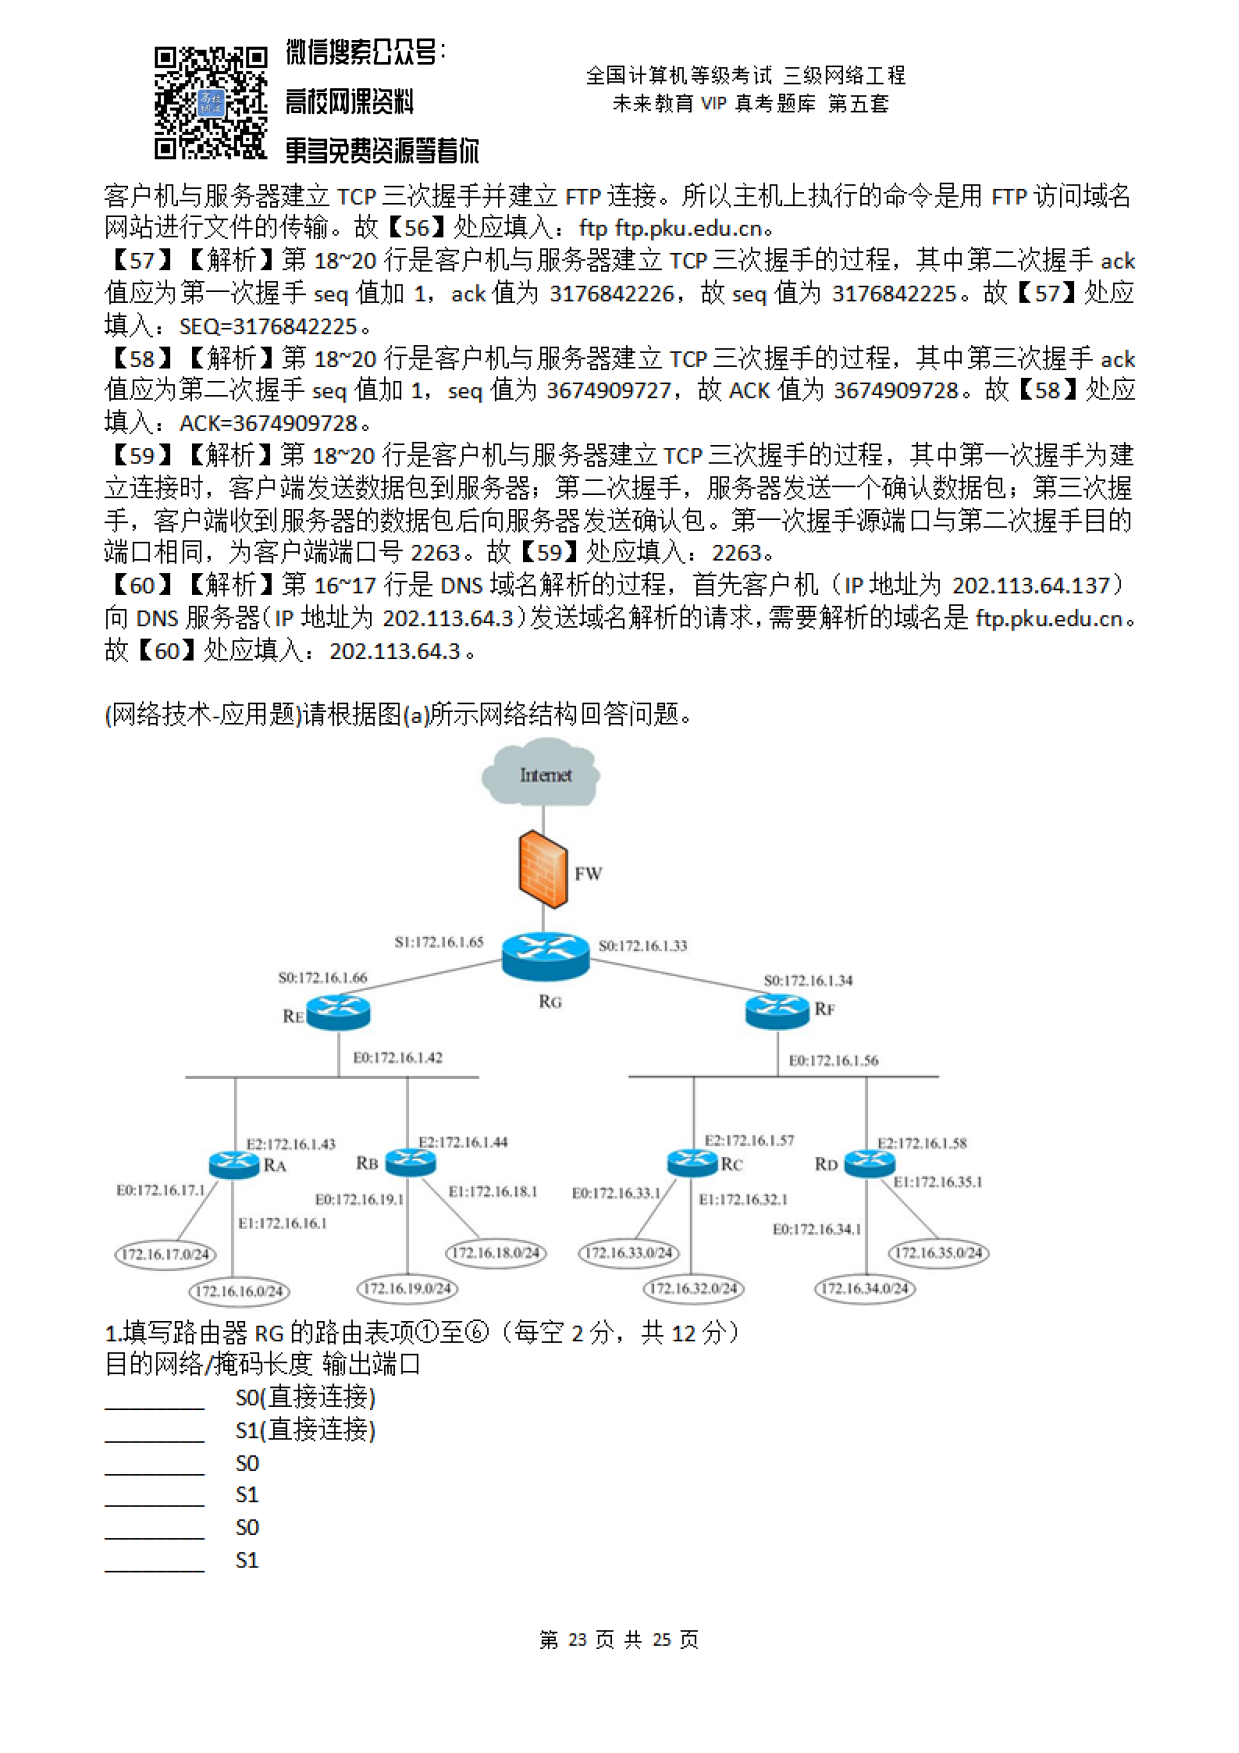 微信搜索公众号：
高校网课资料
更多免费资源等着你
全国计算机等级考试 三级网络工程
未来教育 VIP 真考题库 第五套
客户机与服务器建立 TCP 三次握手并建立 FTP 连接。所以主机上执行的命令是用 FTP 访问域名
网站进行文件的传输。故【56】处应填入：ftp ftp.pku.edu.cn。
【57】【解析】第 18~20 行是客户机与服务器建立 TCP 三次握手的过程，其中第二次握手 ack
值应为第一次握手 seq 值加 1，ack 值为 3176842226，故 seq 值为 3176842225。故【57】处应
填入：SEQ=3176842225。
【58】【解析】第 18~20 行是客户机与服务器建立 TCP 三次握手的过程，其中第三次握手 ack
值应为第二次握手 seq 值加 1，seq 值为 3674909727，故 ACK 值为 3674909728。故【58】处应
填入：ACK=3674909728。
【59】【解析】第 18~20 行是客户机与服务器建立 TCP 三次握手的过程，其中第一次握手为建
立连接时，客户端发送数据包到服务器；第二次握手，服务器发送一个确认数据包；第三次握
手，客户端收到服务器的数据包后向服务器发送确认包。第一次握手源端口与第二次握手目的
端口相同，为客户端端口号 2263。故【59】处应填入：2263。
【60】【解析】第 16~17 行是 DNS 域名解析的过程，首先客户机（IP 地址为 202.113.64.137）
向 DNS 服务器（IP 地址为 202.113.64.3）发送域名解析的请求，需要解析的域名是 ftp.pku.edu.cn。
故【60】处应填入：202.113.64.3 。
(网络技术-应用题)请根据图(a)所示网络结构回答问题。
Internet
FW
S1:172.16.1.65
S0:172.16.1.33
S0:172.16.1.66
S0:172.16.1.34
RG
RE
RF
E0:172.16.1.42
E0:172.16.1.56
E2:172.16.1.43
E2:172.16.1.44
E2:172.16.1.57
E2:172.16.1.58
RA
RB
RC
RD
E0:172.16.17.1
E0:172.16.19.1
E1:172.16.18.1
E0:172.16.33.1
E1:172.16.32.1
E1:172.16.35.1
E1:172.16.16.1
E0:172.16.34.1
172.16.17.0/24
172.16.18.0/24
172.16.33.0/24
172.16.35.0/24
172.16.16.0/24
172.16.19.0/24
172.16.32.0/24
172.16.34.0/24
1.填写路由器 RG 的路由表项①至⑥（每空 2 分，共 12 分）
目的网络/掩码长度 输出端口
________ S0(直接连接)
________ S1(直接连接)
________ S0
________ S1
________ S0
________ S1
第 23 页 共 25 页